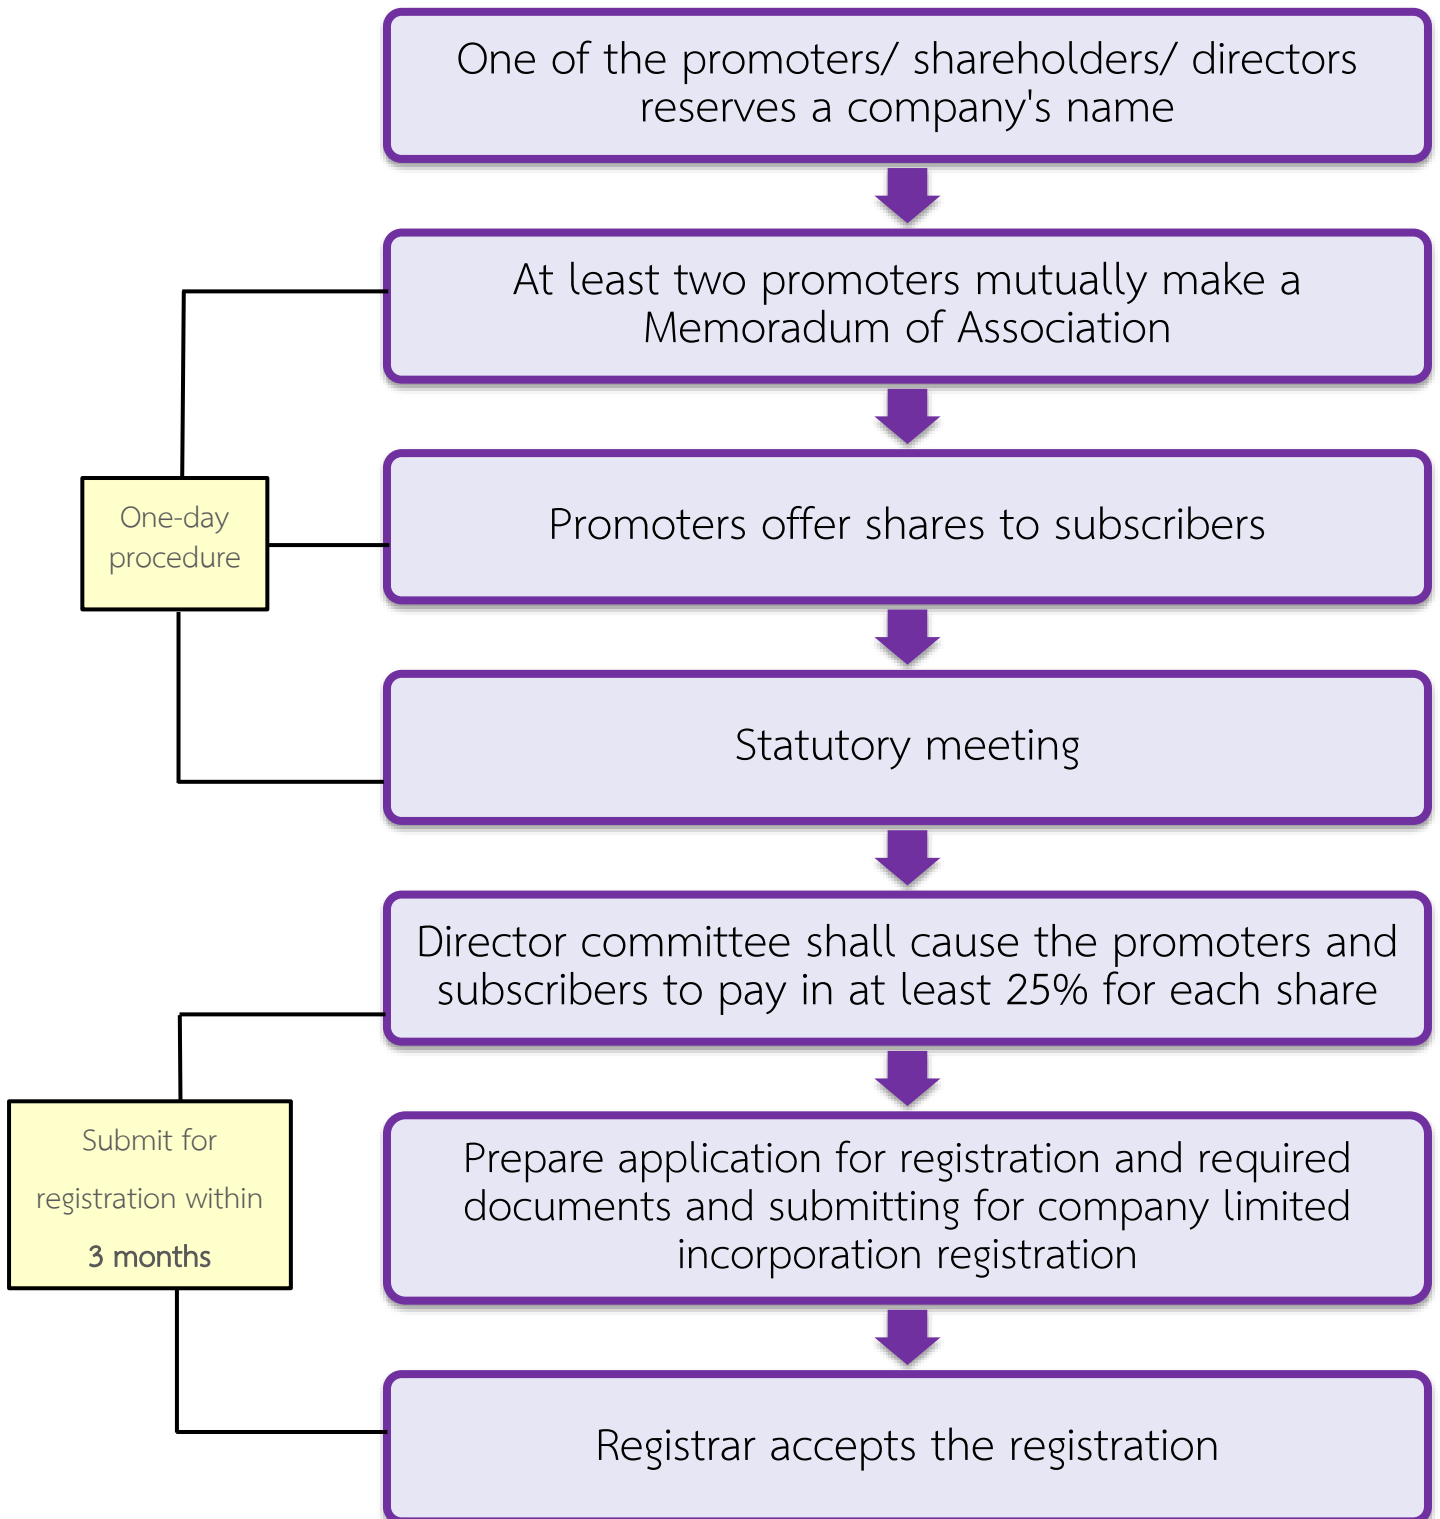 One of the promoters/ shareholders/ directors
reserves a company's name
At least two promoters mutually make a
Memoradum of Association
One-day
procedure
Promoters offer shares to subscribers
Statutory meeting
Director committee shall cause the promoters and
subscribers to pay in at least 25% for each share
Submit for
registration within
3 months
Prepare application for registration and required
documents and submitting for company limited
incorporation registration
Registrar accepts the registration